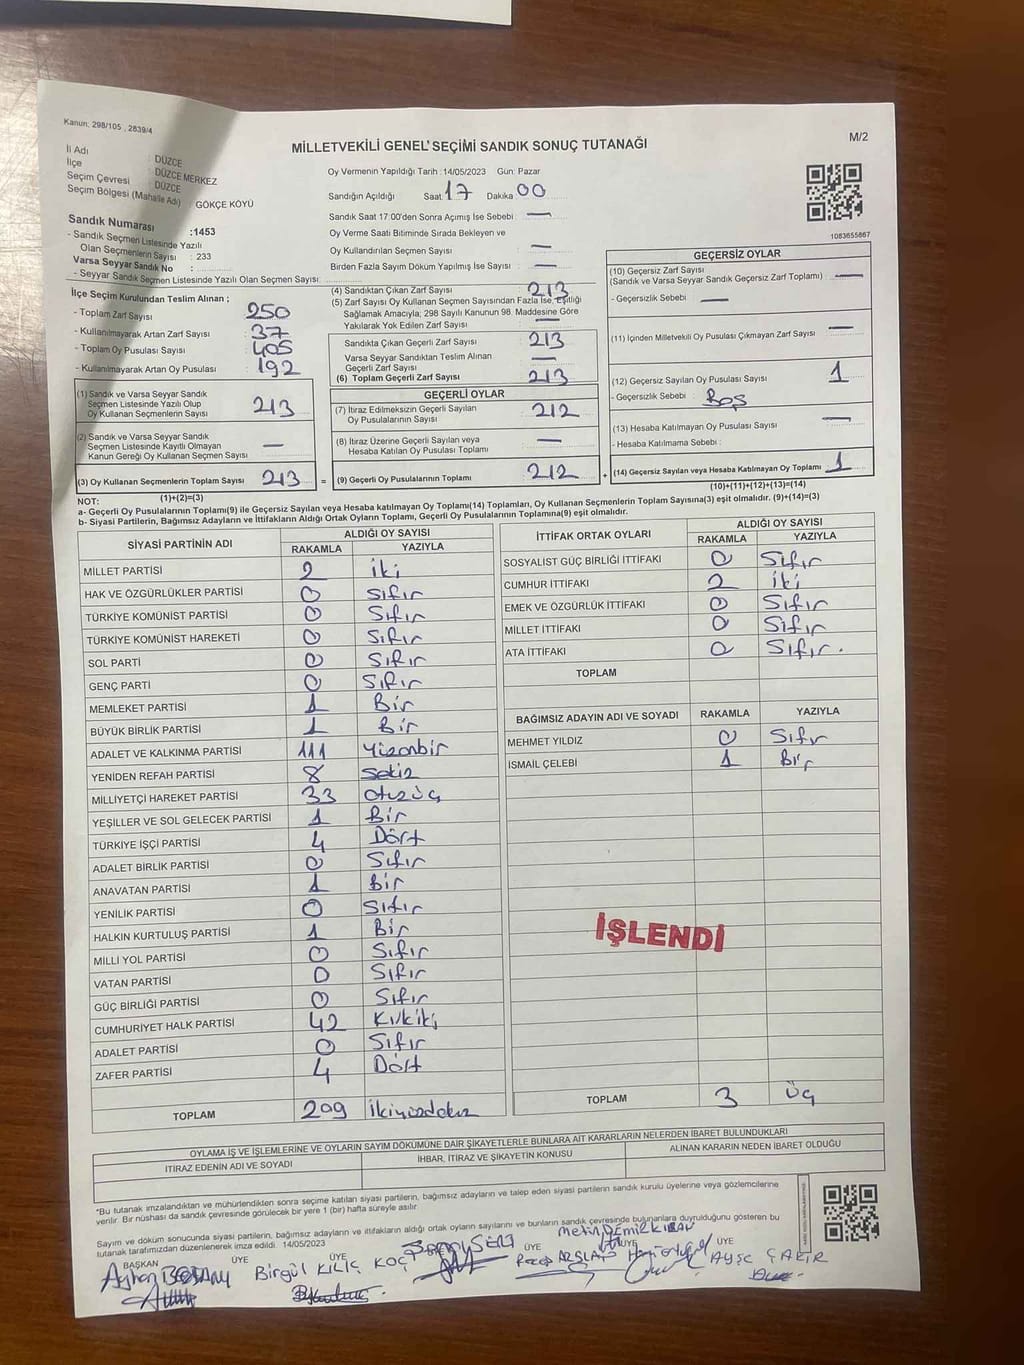 Kanun: 298/105 , 2839/4
M/2
MİLLETVEKİLİ GENEL SEÇİMİ SANDIK SONUÇ TUTANAĞI
İl Adı : DÜZCE
İlçe : DÜZCE MERKEZ
Seçim Çevresi : DÜZCE
Seçim Bölgesi (Mahalle Adı) : GÖKÇE KÖYÜ
Sandık Numarası :1453
- Sandık Seçmen Listesinde Yazılı
Olan Seçmenlerin Sayısı : 233
Varsa Seyyar Sandık No :
- Seyyar Sandık Seçmen Listesinde Yazılı Olan Seçmen Sayısı:
Oy Vermenin Yapıldığı Tarih : 14/05/2023 Gün: Pazar
Sandığın Açıldığı Saat 17 Dakika 00
Sandık Saat 17:00'den Sonra Açımış İse Sebebi : —
Oy Verme Saati Bitiminde Sırada Bekleyen ve
Oy Kullandırılan Seçmen Sayısı —
Birden Fazla Sayım Döküm Yapılmış İse Sayısı —
1083655867
İlçe Seçim Kurulundan Teslim Alınan ;
- Toplam Zarf Sayısı : 250
- Kullanılmayarak Artan Zarf Sayısı : 37
- Toplam Oy Pusulası Sayısı : 405
- Kullanılmayarak Artan Oy Pusulası : 192
(1) Sandık ve Varsa Seyyar Sandık
Seçmen Listesinde Yazılı Olup
Oy Kullanan Seçmenlerin Sayısı 213
(2) Sandık ve Varsa Seyyar Sandık
Seçmen Listesinde Kayıtlı Olmayan
Kanun Gereği Oy Kullanan Seçmen Sayısı —
(3) Oy Kullanan Seçmenlerin Toplam Sayısı 213
(1)+(2)=(3)
(4) Sandıktan Çıkan Zarf Sayısı 213
(5) Zarf Sayısı Oy Kullanan Seçmen Sayısından Fazla İse, Eşitliği
Sağlamak Amacıyla; 298 Sayılı Kanunun 98. Maddesine Göre
Yakılarak Yok Edilen Zarf Sayısı —
Sandıkta Çıkan Geçerli Zarf Sayısı 213
Varsa Seyyar Sandıktan Teslim Alınan
Geçerli Zarf Sayısı —
(6) Toplam Geçerli Zarf Sayısı 213
GEÇERLİ OYLAR
(7) İtiraz Edilmeksizin Geçerli Sayılan
Oy Pusulalarının Sayısı 212
(8) İtiraz Üzerine Geçerli Sayılan veya
Hesaba Katılan Oy Pusulası Toplamı —
= (9) Geçerli Oy Pusulalarının Toplamı 212 +
GEÇERSİZ OYLAR
(10) Geçersiz Zarf Sayısı
(Sandık ve Varsa Seyyar Sandık Geçersiz Zarf Toplamı) —
- Geçersizlik Sebebi : —
(11) İçinden Milletvekili Oy Pusulası Çıkmayan Zarf Sayısı —
(12) Geçersiz Sayılan Oy Pusulası Sayısı 1
- Geçersizlik Sebebi : Boş
(13) Hesaba Katılmayan Oy Pusulası Sayısı —
- Hesaba Katılmama Sebebi :
(14) Geçersiz Sayılan veya Hesaba Katılmayan Oy Toplamı 1
(10)+(11)+(12)+(13)=(14)
NOT:
a- Geçerli Oy Pusulalarının Toplamı(9) ile Geçersiz Sayılan veya Hesaba katılmayan Oy Toplamı(14) Toplamları, Oy Kullanan Seçmenlerin Toplam Sayısına(3) eşit olmalıdır. (9)+(14)=(3)
b- Siyasi Partilerin, Bağımsız Adayların ve İttifakların Aldığı Ortak Oyların Toplamı, Geçerli Oy Pusulalarının Toplamına(9) eşit olmalıdır.
SİYASİ PARTİNİN ADI ALDIĞI OY SAYISI
RAKAMLA YAZIYLA
MİLLET PARTİSİ 2 iki
HAK VE ÖZGÜRLÜKLER PARTİSİ 0 Sıfır
TÜRKİYE KOMÜNİST PARTİSİ 0 Sıfır
TÜRKİYE KOMÜNİST HAREKETİ 0 Sıfır
SOL PARTİ 0 Sıfır
GENÇ PARTİ 0 Sıfır
MEMLEKET PARTİSİ 1 Bir
BÜYÜK BİRLİK PARTİSİ 1 Bir
ADALET VE KALKINMA PARTİSİ 111 Yüzonbir
YENİDEN REFAH PARTİSİ 8 Sekiz
MİLLİYETÇİ HAREKET PARTİSİ 33 otuzüç
YEŞİLLER VE SOL GELECEK PARTİSİ 1 Bir
TÜRKİYE İŞÇİ PARTİSİ 4 Dört
ADALET BİRLİK PARTİSİ 0 Sıfır
ANAVATAN PARTİSİ 1 Bir
YENİLİK PARTİSİ 0 Sıfır
HALKIN KURTULUŞ PARTİSİ 1 Bir
MİLLİ YOL PARTİSİ 0 Sıfır
VATAN PARTİSİ 0 Sıfır
GÜÇ BİRLİĞİ PARTİSİ 0 Sıfır
CUMHURİYET HALK PARTİSİ 42 Kırkiki
ADALET PARTİSİ 0 Sıfır
ZAFER PARTİSİ 4 Dört
TOPLAM 209 İkiyüzdokuz
İTTİFAK ORTAK OYLARI ALDIĞI OY SAYISI
RAKAMLA YAZIYLA
SOSYALİST GÜÇ BİRLİĞİ İTTİFAKI 0 Sıfır
CUMHUR İTTİFAKI 2 iki
EMEK VE ÖZGÜRLÜK İTTİFAKI 0 Sıfır
MİLLET İTTİFAKI 0 Sıfır
ATA İTTİFAKI 0 Sıfır.
TOPLAM
BAĞIMSIZ ADAYIN ADI VE SOYADI RAKAMLA YAZIYLA
MEHMET YILDIZ 0 Sıfır
İSMAİL ÇELEBİ 1 Bir
İŞLENDİ
TOPLAM 3 Üç
OYLAMA İŞ VE İŞLEMLERİNE VE OYLARIN SAYIM DÖKÜMÜNE DAİR ŞİKAYETLERLE BUNLARA AİT KARARLARIN NELERDEN İBARET BULUNDUKLARI
İTİRAZ EDENİN ADI VE SOYADI İHBAR, İTİRAZ VE ŞİKAYETİN KONUSU ALINAN KARARIN NEDEN İBARET OLDUĞU
*Bu tutanak imzalandıktan ve mühürlendikten sonra seçime katılan siyasi partilerin, bağımsız adayların ve talep eden siyasi partilerin sandık kurulu üyelerine veya gözlemcilerine
verilir. Bir nüshası da sandık çevresinde görülecek bir yere 1 (bir) hafta süreyle asılır.
Sayım ve döküm sonucunda siyasi partilerin, bağımsız adayların ve ittifakların aldığı ortak oyların sayılarını ve bunların sandık çevresinde bulunanlara duyrulduğunu gösteren bu
tutanak tarafımızdan düzenlenerek imza edildi. 14/05/2023
BAŞKAN ÜYE ÜYE ÜYE ÜYE ÜYE
Ayhan Birgül KILIÇ KOÇ SERT Recep ARSLAN Metin DEMİRKIRAN Ayşe ÇAKIR